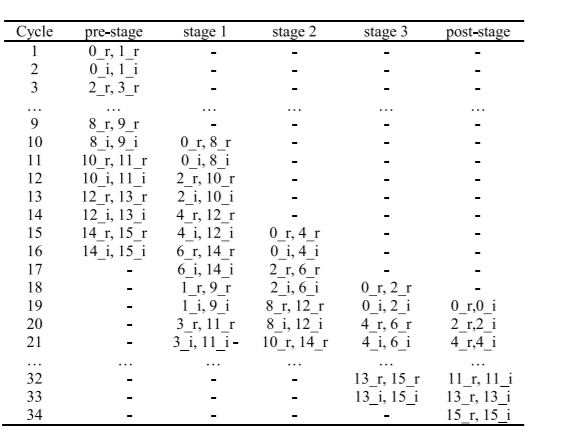 Cycle pre-stage stage 1 stage 2 stage 3 post-stage
1 0_r, 1_r - - - -
2 0_i, 1_i - - - -
3 2_r, 3_r - - - -
... ... ... ... ... ...
9 8_r, 9_r - - - -
10 8_i, 9_i 0_r, 8_r - - -
11 10_r, 11_r 0_i, 8_i - - -
12 10_i, 11_i 2_r, 10_r - - -
13 12_r, 13_r 2_i, 10_i - - -
14 12_i, 13_i 4_r, 12_r - - -
15 14_r, 15_r 4_i, 12_i 0_r, 4_r - -
16 14_i, 15_i 6_r, 14_r 0_i, 4_i - -
17 - 6_i, 14_i 2_r, 6_r - -
18 - 1_r, 9_r 2_i, 6_i 0_r, 2_r -
19 - 1_i, 9_i 8_r, 12_r 0_i, 2_i 0_r,0_i
20 - 3_r, 11_r 8_i, 12_i 4_r, 6_r 2_r,2_i
21 - 3_i, 11_i - 10_r, 14_r 4_i, 6_i 4_r,4_i
... ... ... ... ... ...
32 - - - 13_r, 15_r 11_r, 11_i
33 - - - 13_i, 15_i 13_r, 13_i
34 - - - - 15_r, 15_i